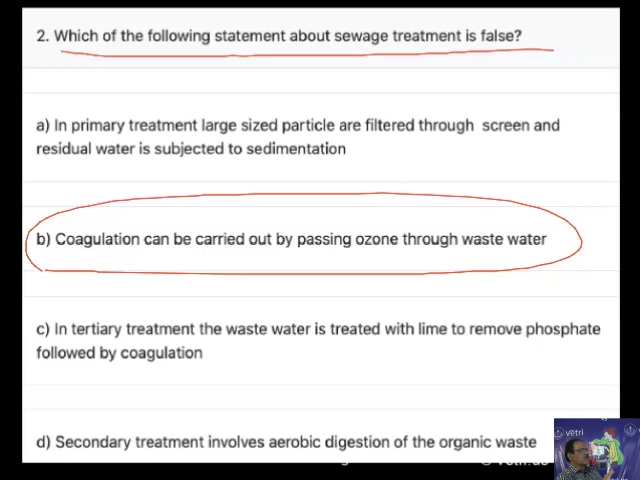 2. Which of the following statement about sewage treatment is false?
a) In primary treatment large sized particle are filtered through screen and
residual water is subjected to sedimentation
b) Coagulation can be carried out by passing ozone through waste water
c) In tertiary treatment the waste water is treated with lime to remove phosphate
followed by coagulation
d) Secondary treatment involves aerobic digestion of the organic waste
vetri